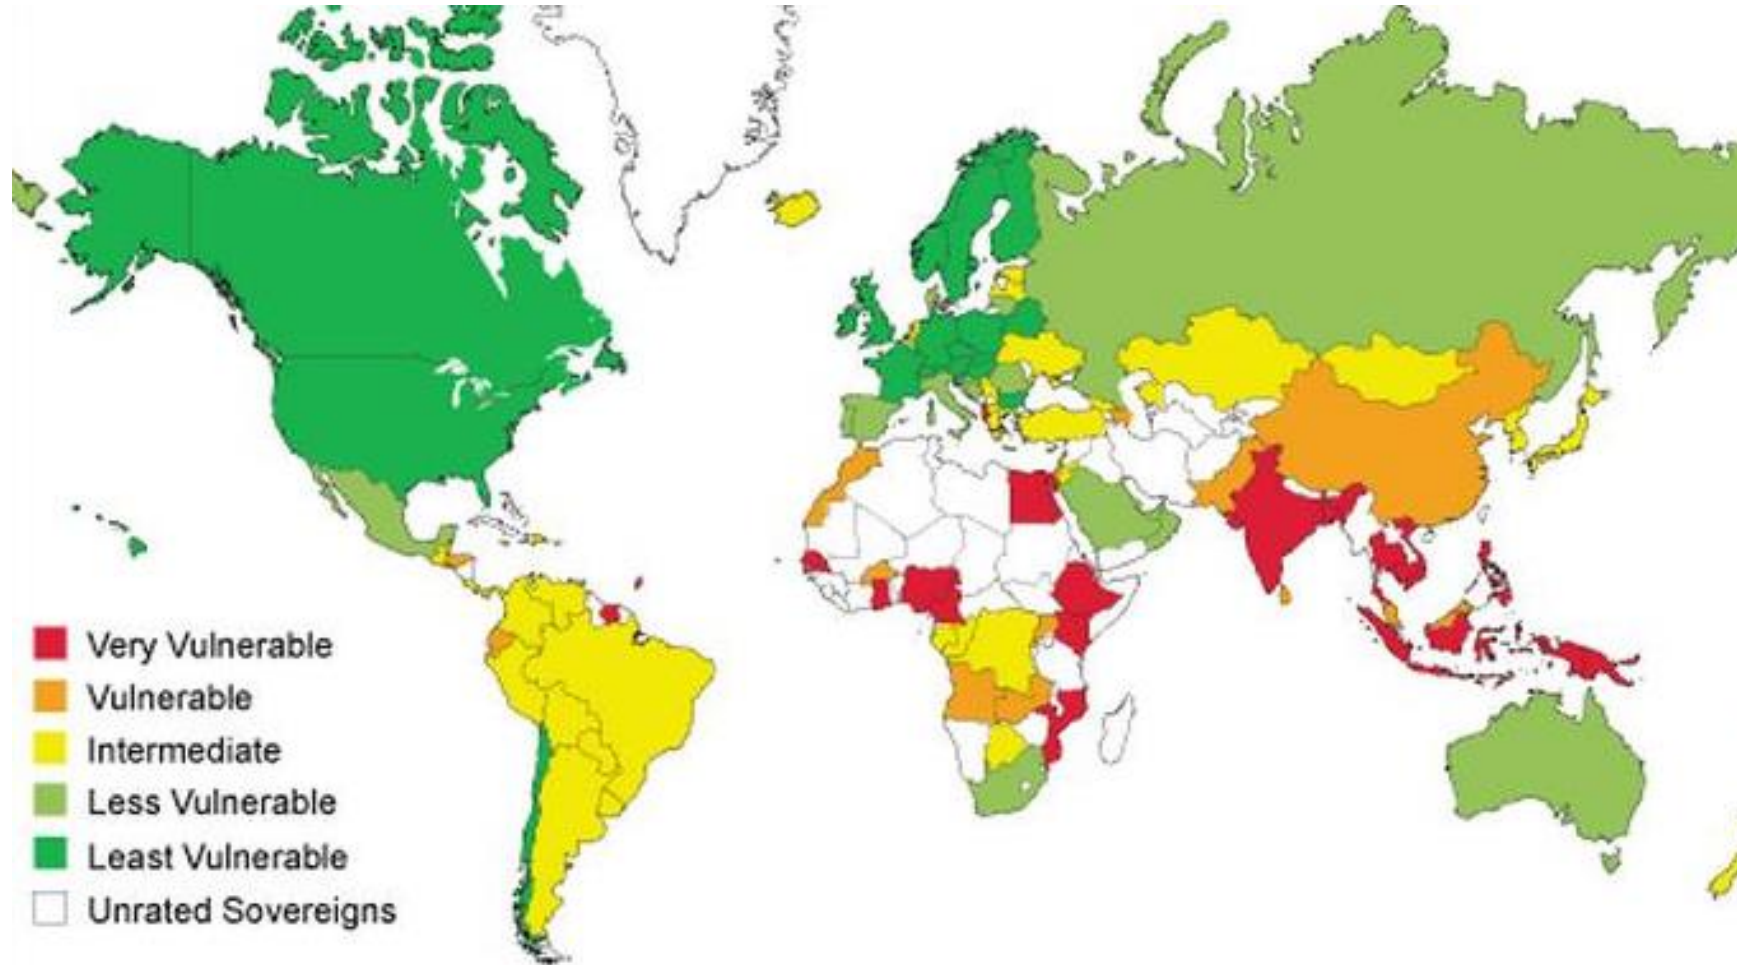 Very Vulnerable
Vulnerable
Intermediate
Less Vulnerable
Least Vulnerable
Unrated Sovereigns